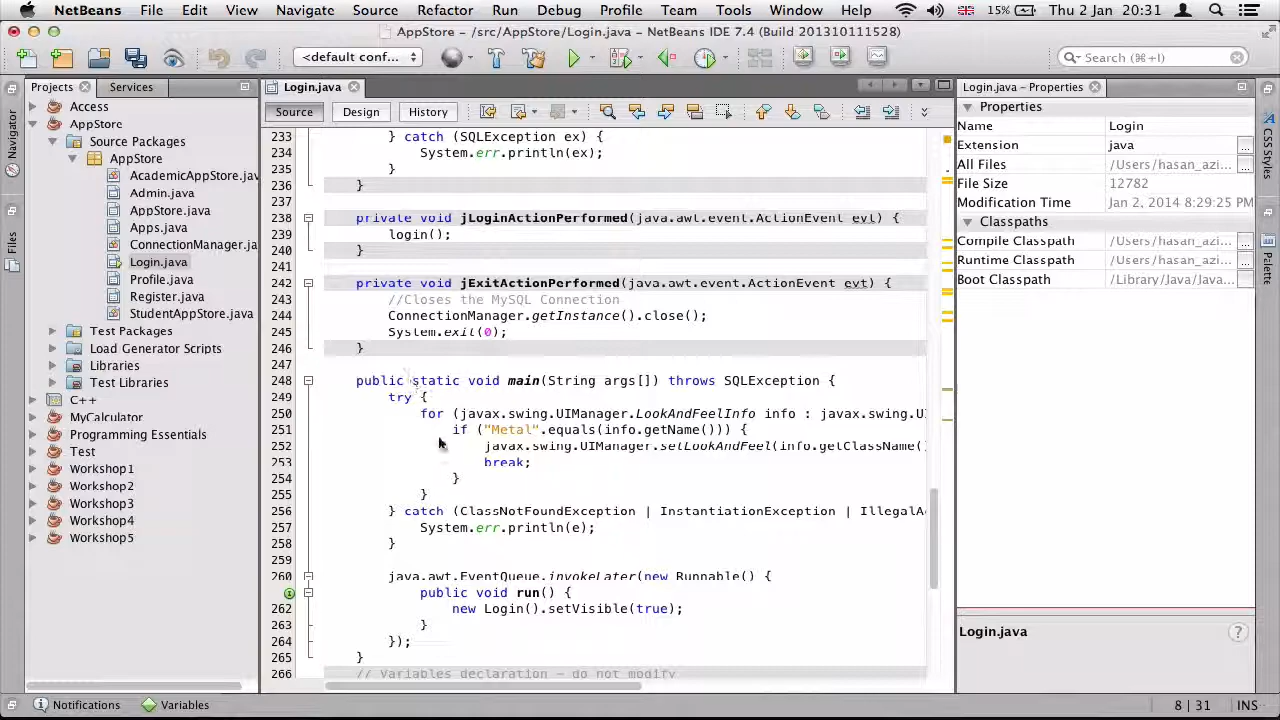 NetBeans File Edit View Navigate Source Refactor Run Debug Profile Team Tools Window Help 15% Thu 2 Jan 20:31
AppStore - /src/AppStore/Login.java - NetBeans IDE 7.4 (Build 201310111528)
<default conf... Search (⌘+I)
Projects Services
Navigator
Files
Access
AppStore
Source Packages
AppStore
AcademicAppStore.jav
Admin.java
AppStore.java
Apps.java
ConnectionManager.ja
Login.java
Profile.java
Register.java
StudentAppStore.java
Test Packages
Load Generator Scripts
Libraries
Test Libraries
C++
MyCalculator
Programming Essentials
Test
Workshop1
Workshop2
Workshop3
Workshop4
Workshop5
Login.java
Source Design History
233 } catch (SQLException ex) {
234 System.err.println(ex);
235 }
236 }
237
238 private void jLoginActionPerformed(java.awt.event.ActionEvent evt) {
239 login();
240 }
241
242 private void jExitActionPerformed(java.awt.event.ActionEvent evt) {
243 //Closes the MySQL Connection
244 ConnectionManager.getInstance().close();
245 System.exit(0);
246 }
247
248 public static void main(String args[]) throws SQLException {
249 try {
250 for (javax.swing.UIManager.LookAndFeelInfo info : javax.swing.UI
251 if ("Metal".equals(info.getName())) {
252 javax.swing.UIManager.setLookAndFeel(info.getClassName()
253 break;
254 }
255 }
256 } catch (ClassNotFoundException | InstantiationException | IllegalA
257 System.err.println(e);
258 }
259
260 java.awt.EventQueue.invokeLater(new Runnable() {
public void run() {
262 new Login().setVisible(true);
263 }
264 });
265 }
266 // Variables declaration - do not modify
Login.java - Properties
Properties
Name Login
Extension java ...
All Files /Users/hasan_azi... ...
File Size 12782
Modification Time Jan 2, 2014 8:29:25 PM
Classpaths
Compile Classpath /Users/hasan_azi... ...
Runtime Classpath /Users/hasan_azi... ...
Boot Classpath /Library/Java/Java... ...
Login.java ?
CSS Styles
Palette
Notifications Variables 8 | 31 INS